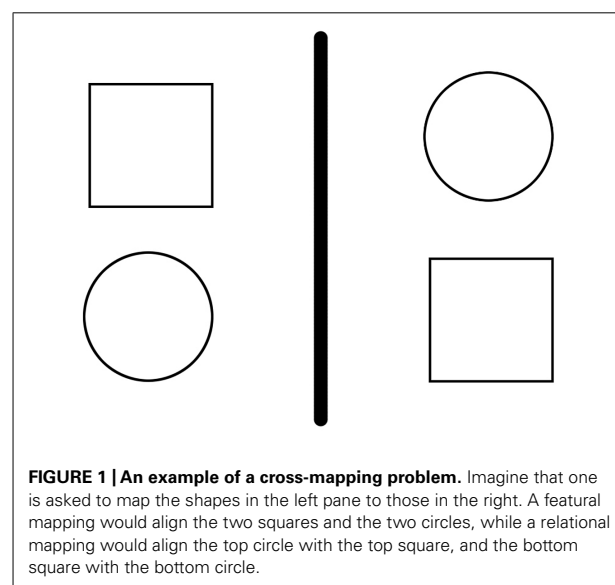 FIGURE 1 | An example of a cross-mapping problem. Imagine that one
is asked to map the shapes in the left pane to those in the right. A featural
mapping would align the two squares and the two circles, while a relational
mapping would align the top circle with the top square, and the bottom
square with the bottom circle.